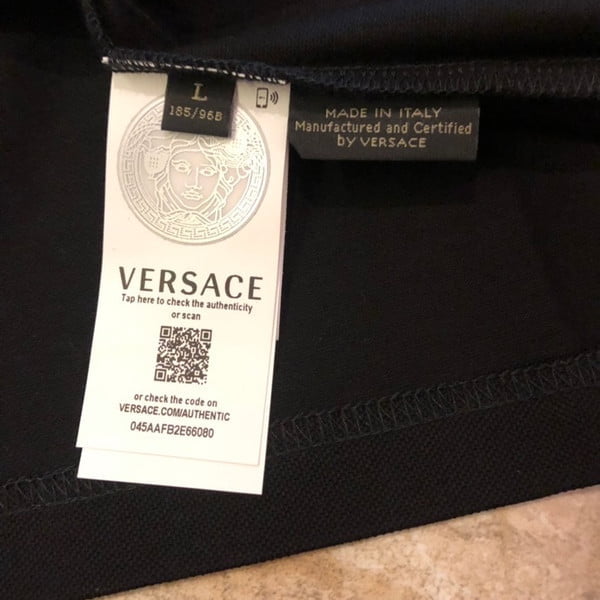 L
185/96B
MADE IN ITALY
Manufactured and Certified
by VERSACE
VERSACE
Tap here to check the authenticity
or scan
or check the code on
VERSACE.COM/AUTHENTIC
045AAFB2E66080